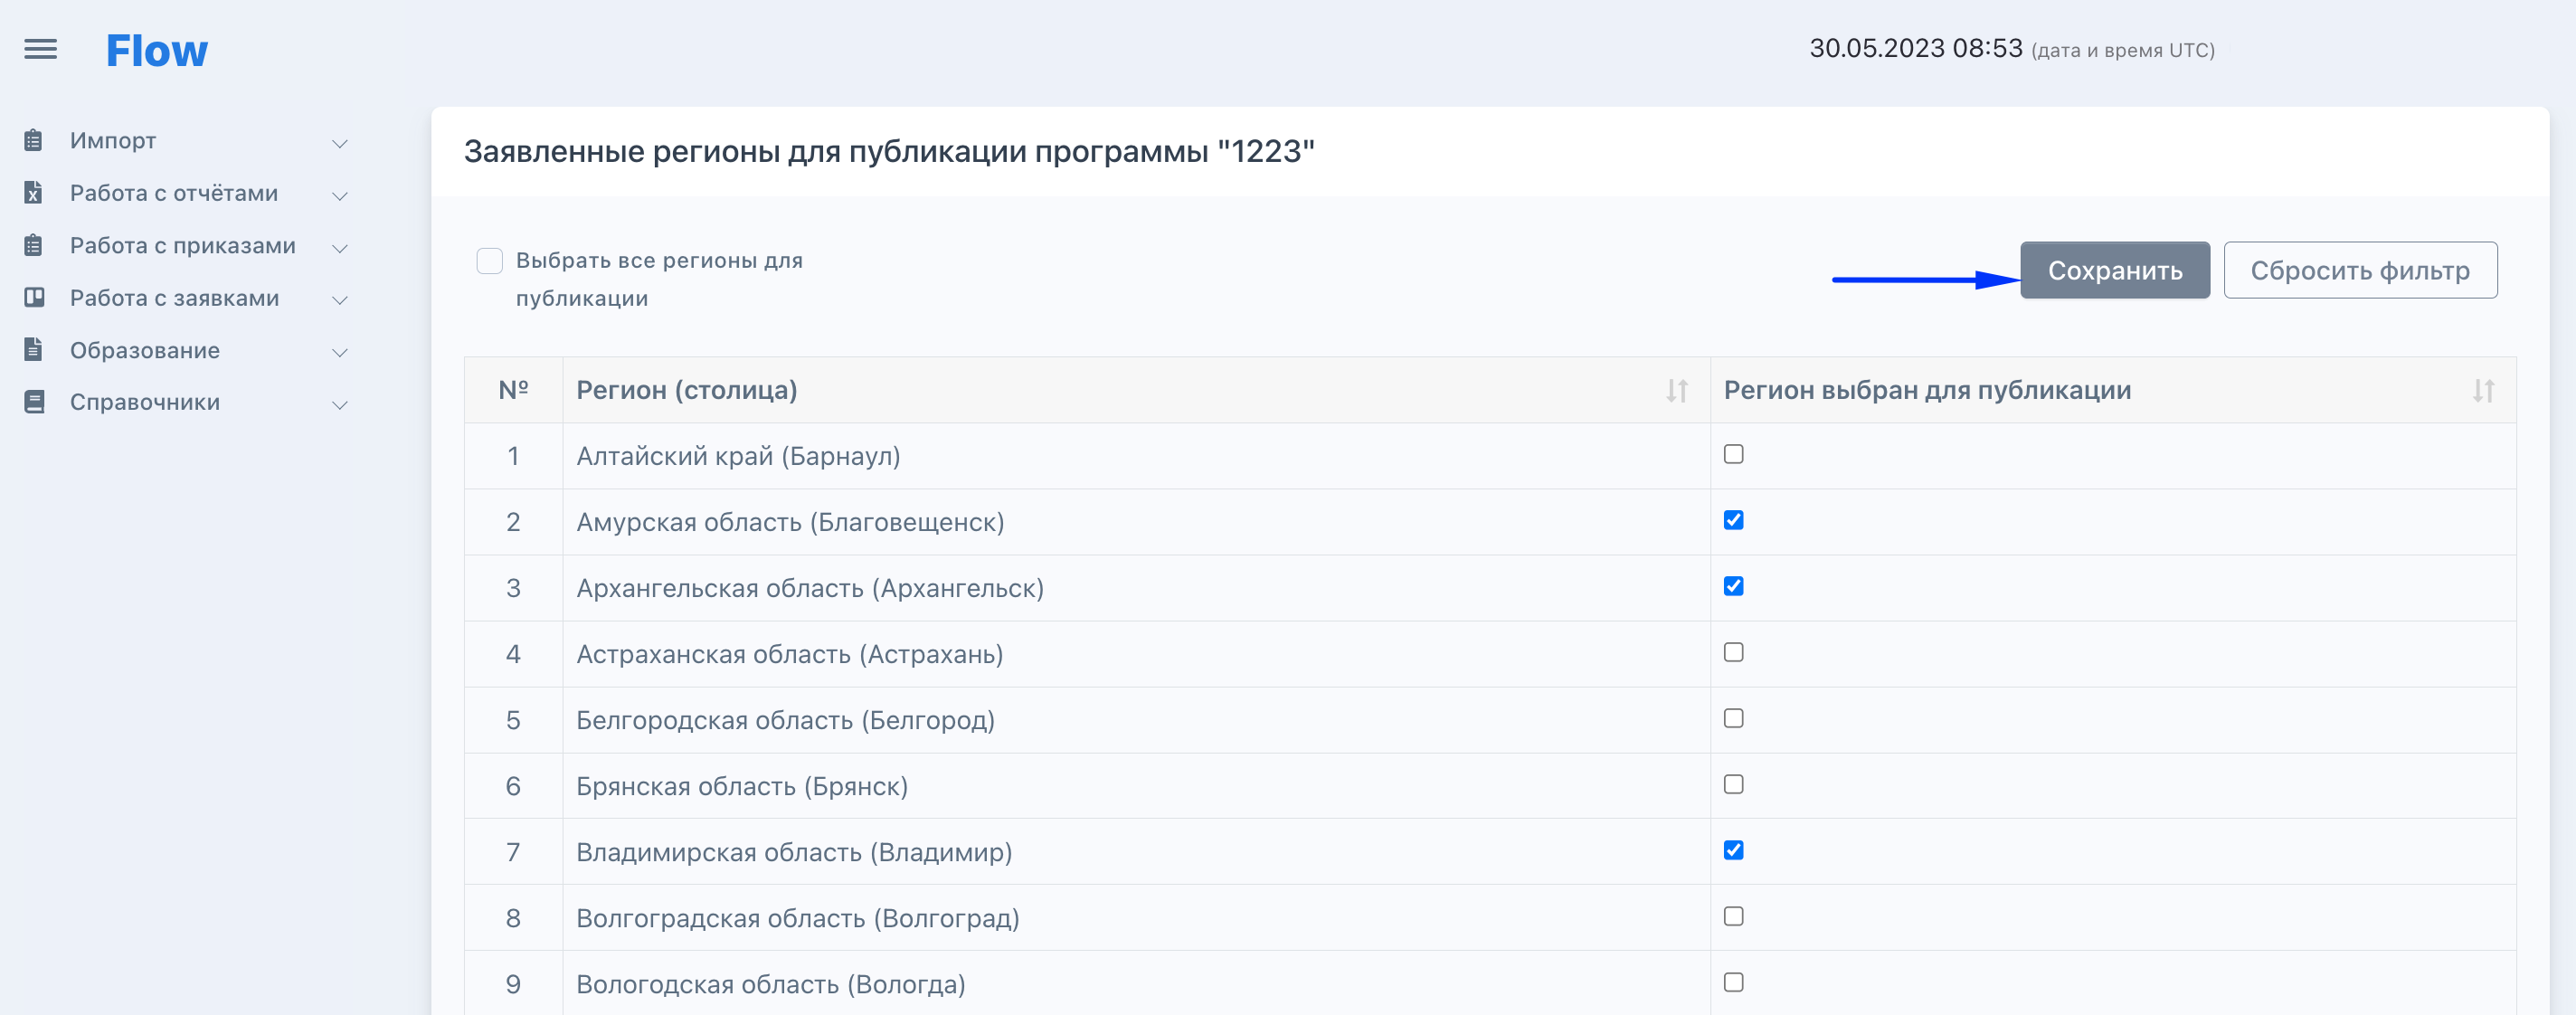 Flow
30.05.2023 08:53 (дата и время UTC)
Импорт
Работа с отчётами
Работа с приказами
Работа с заявками
Образование
Справочники
Заявленные регионы для публикации программы "1223"
Выбрать все регионы для
публикации
Сохранить
Сбросить фильтр
№ Регион (столица) Регион выбран для публикации
1 Алтайский край (Барнаул)
2 Амурская область (Благовещенск)
3 Архангельская область (Архангельск)
4 Астраханская область (Астрахань)
5 Белгородская область (Белгород)
6 Брянская область (Брянск)
7 Владимирская область (Владимир)
8 Волгоградская область (Волгоград)
9 Вологодская область (Вологда)